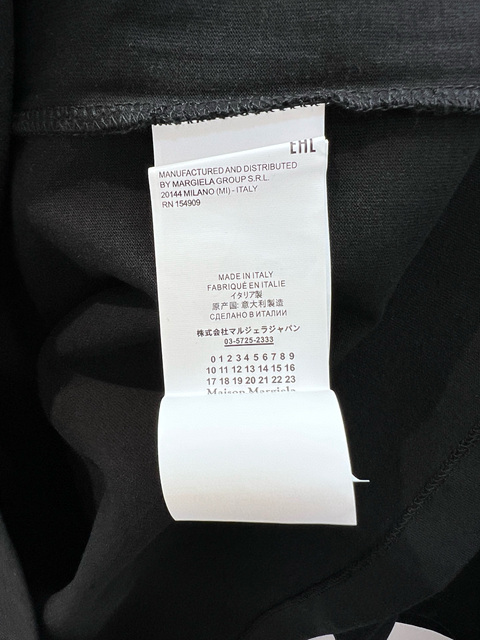 EAC
MANUFACTURED AND DISTRIBUTED
BY MARGIELA GROUP S.R.L.
20144 MILANO (MI) - ITALY
RN 154909
MADE IN ITALY
FABRIQUÉ EN ITALIE
イタリア製
原产国: 意大利製造
СДЕЛАНО В ИТАЛИИ
株式会社マルジェラジャパン
03-5725-2333
0 1 2 3 4 5 6 7 8 9
10 11 12 13 14 15 16
17 18 19 20 21 22 23
Maison Margiela